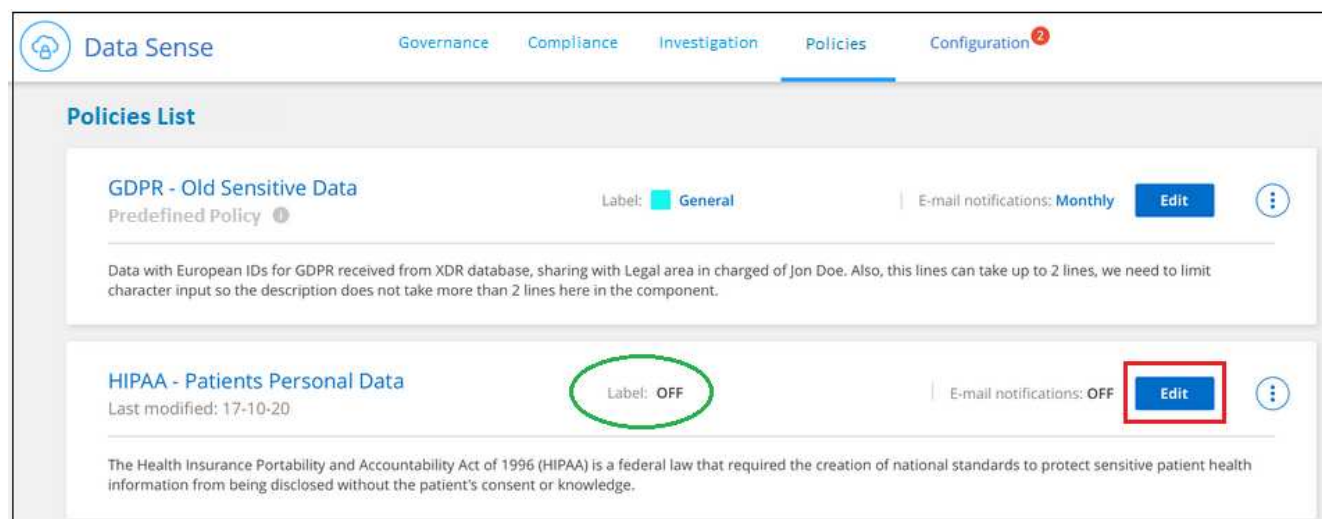 Data Sense
Governance Compliance Investigation Policies Configuration 2
Policies List
GDPR - Old Sensitive Data
Label: General E-mail notifications: Monthly Edit
Predefined Policy i
Data with European IDs for GDPR received from XDR database, sharing with Legal area in charged of Jon Doe. Also, this lines can take up to 2 lines, we need to limit
character input so the description does not take more than 2 lines here in the component.
HIPAA - Patients Personal Data
Label: OFF E-mail notifications: OFF Edit
Last modified: 17-10-20
The Health Insurance Portability and Accountability Act of 1996 (HIPAA) is a federal law that required the creation of national standards to protect sensitive patient health
information from being disclosed without the patient's consent or knowledge.